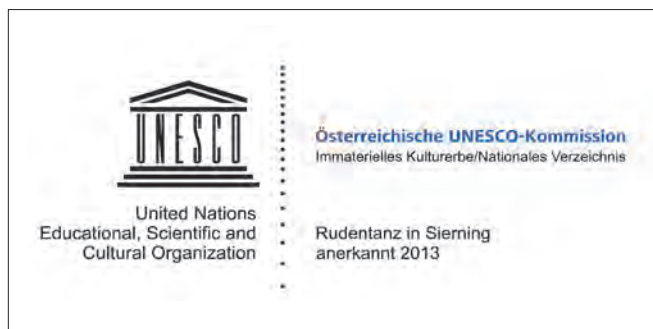 UNESCO
United Nations
Educational, Scientific and
Cultural Organization
Österreichische UNESCO-Kommission
Immaterielles Kulturerbe/Nationales Verzeichnis
Rudentanz in Sierning
anerkannt 2013